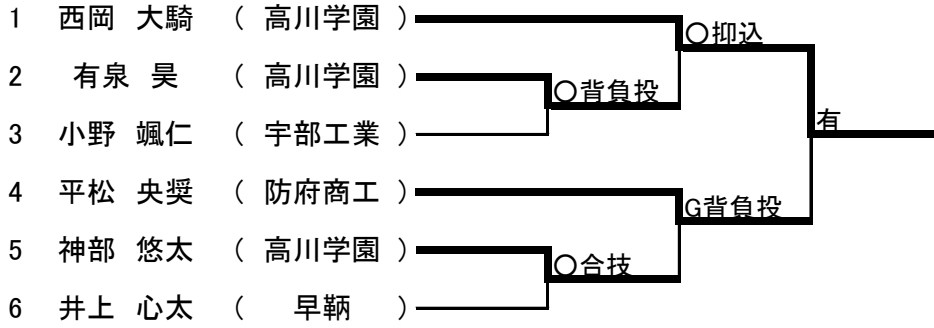 1 西岡 大騎 ( 高川学園 )
〇抑込
2 有泉 昊 ( 高川学園 )
〇背負投
3 小野 颯仁 ( 宇部工業 )
有
4 平松 央奨 ( 防府商工 )
G背負投
5 神部 悠太 ( 高川学園 )
〇合技
6 井上 心太 ( 早鞆 )